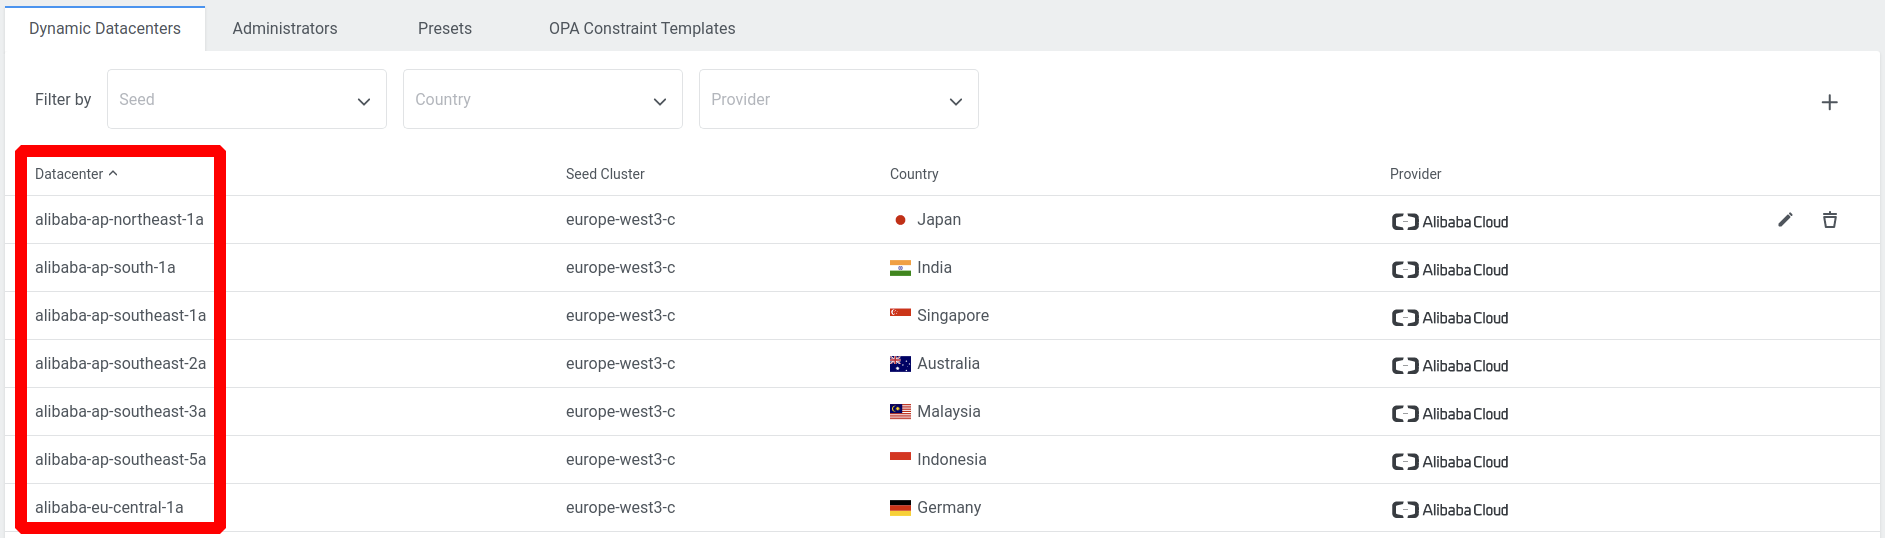 Dynamic Datacenters Administrators Presets OPA Constraint Templates
Filter by Seed Country Provider
Datacenter Seed Cluster Country Provider
alibaba-ap-northeast-1a europe-west3-c Japan Alibaba Cloud
alibaba-ap-south-1a europe-west3-c India Alibaba Cloud
alibaba-ap-southeast-1a europe-west3-c Singapore Alibaba Cloud
alibaba-ap-southeast-2a europe-west3-c Australia Alibaba Cloud
alibaba-ap-southeast-3a europe-west3-c Malaysia Alibaba Cloud
alibaba-ap-southeast-5a europe-west3-c Indonesia Alibaba Cloud
alibaba-eu-central-1a europe-west3-c Germany Alibaba Cloud